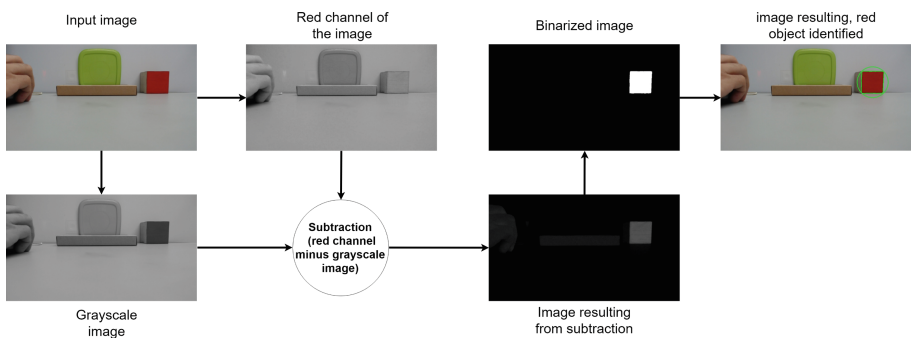 Input image
Red channel of
the image
Binarized image
image resulting, red
object identified
Subtraction
(red channel
minus grayscale
image)
Grayscale
image
Image resulting
from subtraction